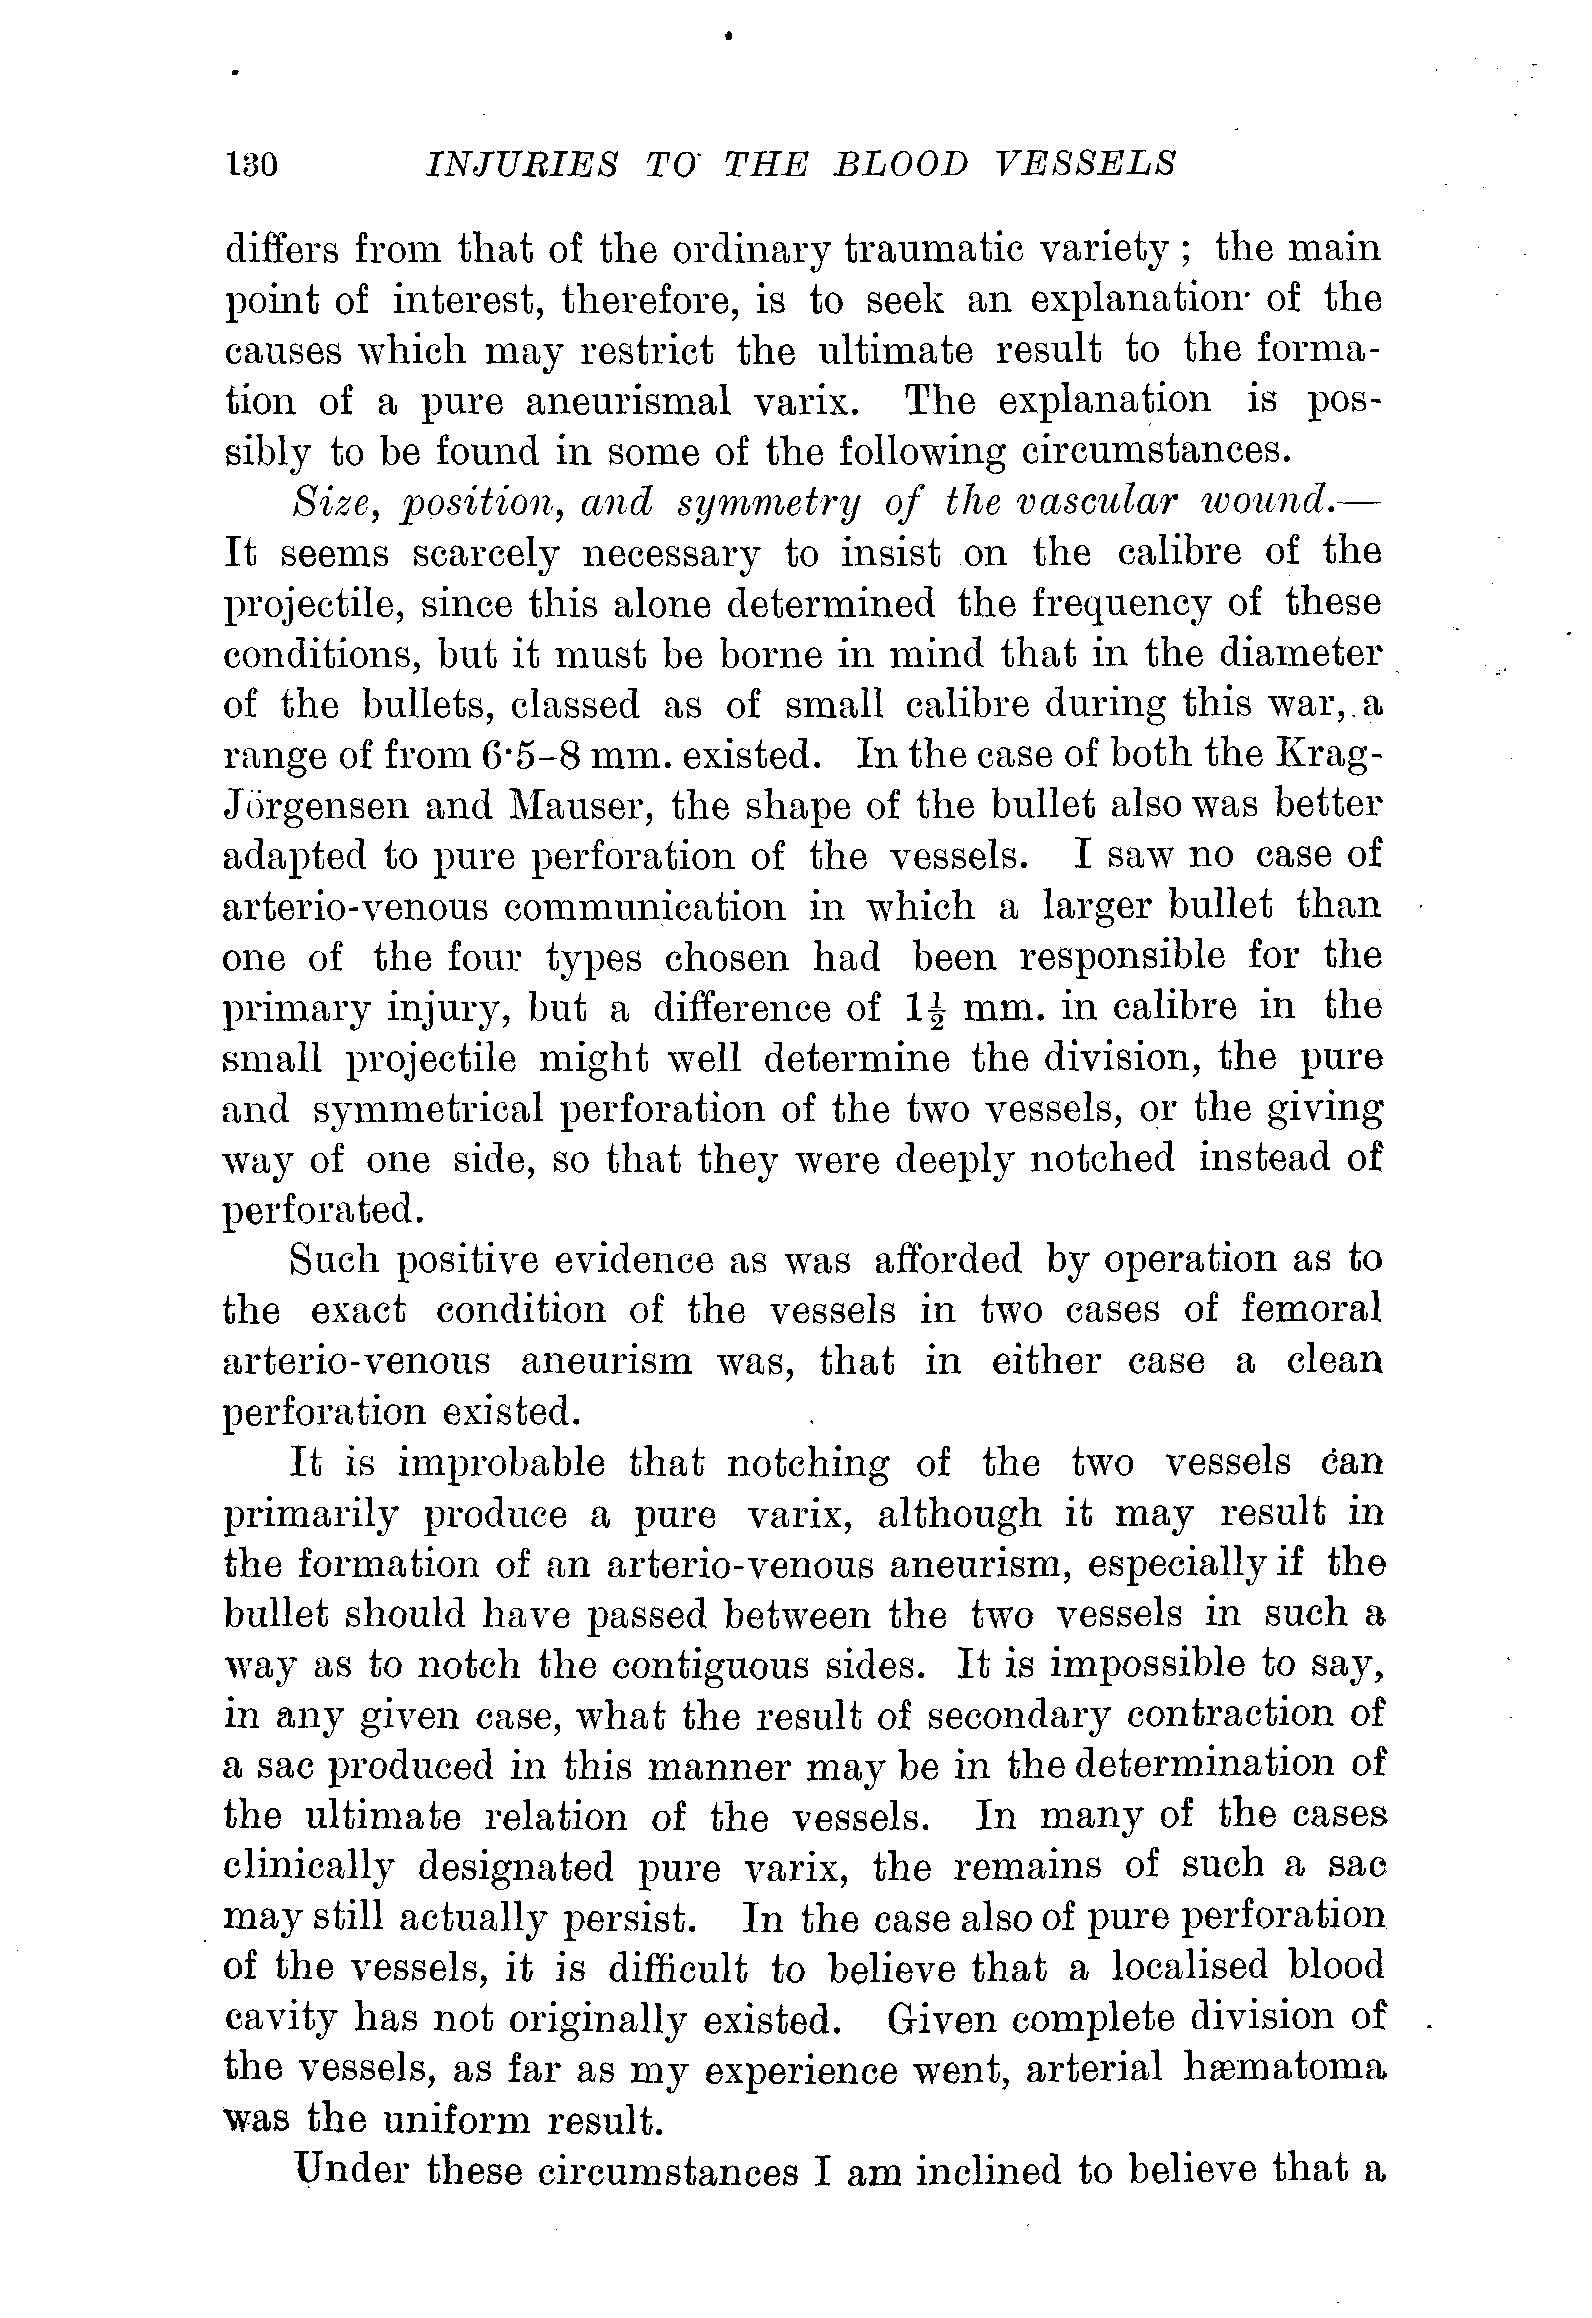 130 INJURIES TO THE BLOOD VESSELS
differs from that of the ordinary traumatic variety ; the main
point of interest, therefore, is to seek an explanation of the
causes which may restrict the ultimate result to the forma-
tion of a pure aneurismal varix. The explanation is pos-
sibly to be found in some of the following circumstances.
Size, position, and symmetry of the vascular wound.—
It seems scarcely necessary to insist on the calibre of the
projectile, since this alone determined the frequency of these
conditions, but it must be borne in mind that in the diameter
of the bullets, classed as of small calibre during this war, a
range of from 6·5–8 mm. existed. In the case of both the Krag-
Jörgensen and Mauser, the shape of the bullet also was better
adapted to pure perforation of the vessels. I saw no case of
arterio-venous communication in which a larger bullet than
one of the four types chosen had been responsible for the
primary injury, but a difference of 1½ mm. in calibre in the
small projectile might well determine the division, the pure
and symmetrical perforation of the two vessels, or the giving
way of one side, so that they were deeply notched instead of
perforated.
Such positive evidence as was afforded by operation as to
the exact condition of the vessels in two cases of femoral
arterio-venous aneurism was, that in either case a clean
perforation existed.
It is improbable that notching of the two vessels can
primarily produce a pure varix, although it may result in
the formation of an arterio-venous aneurism, especially if the
bullet should have passed between the two vessels in such a
way as to notch the contiguous sides. It is impossible to say,
in any given case, what the result of secondary contraction of
a sac produced in this manner may be in the determination of
the ultimate relation of the vessels. In many of the cases
clinically designated pure varix, the remains of such a sac
may still actually persist. In the case also of pure perforation
of the vessels, it is difficult to believe that a localised blood
cavity has not originally existed. Given complete division of
the vessels, as far as my experience went, arterial hæmatoma
was the uniform result.
Under these circumstances I am inclined to believe that a